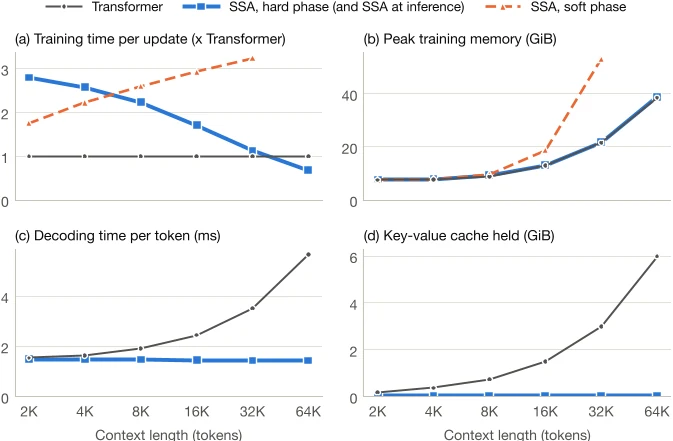 Transformer SSA, hard phase (and SSA at inference) SSA, soft phase
(a) Training time per update (x Transformer) (b) Peak training memory (GiB)
3
2
1
0
40
20
0
(c) Decoding time per token (ms) (d) Key-value cache held (GiB)
4
2
0
6
4
2
0
2K 4K 8K 16K 32K 64K 2K 4K 8K 16K 32K 64K
Context length (tokens) Context length (tokens)